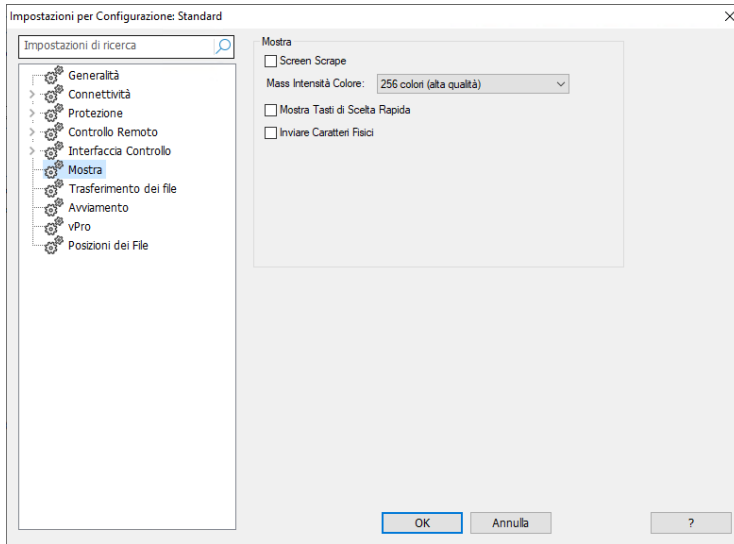 Impostazioni per Configurazione: Standard
Impostazioni di ricerca
Generalità
Connettività
Protezione
Controllo Remoto
Interfaccia Controllo
Mostra
Trasferimento dei file
Avviamento
vPro
Posizioni dei File
Mostra
Screen Scrape
Mass Intensità Colore: 256 colori (alta qualità)
Mostra Tasti di Scelta Rapida
Inviare Caratteri Fisici
OK Annulla ?